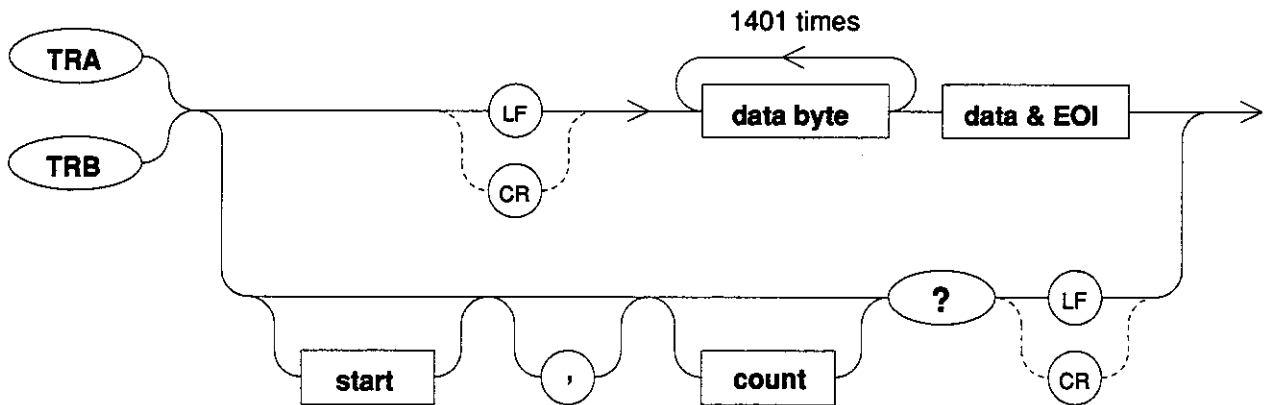 1401 times
TRA
LF
data byte
data & EOI
TRB
CR
?
LF
start
,
count
CR